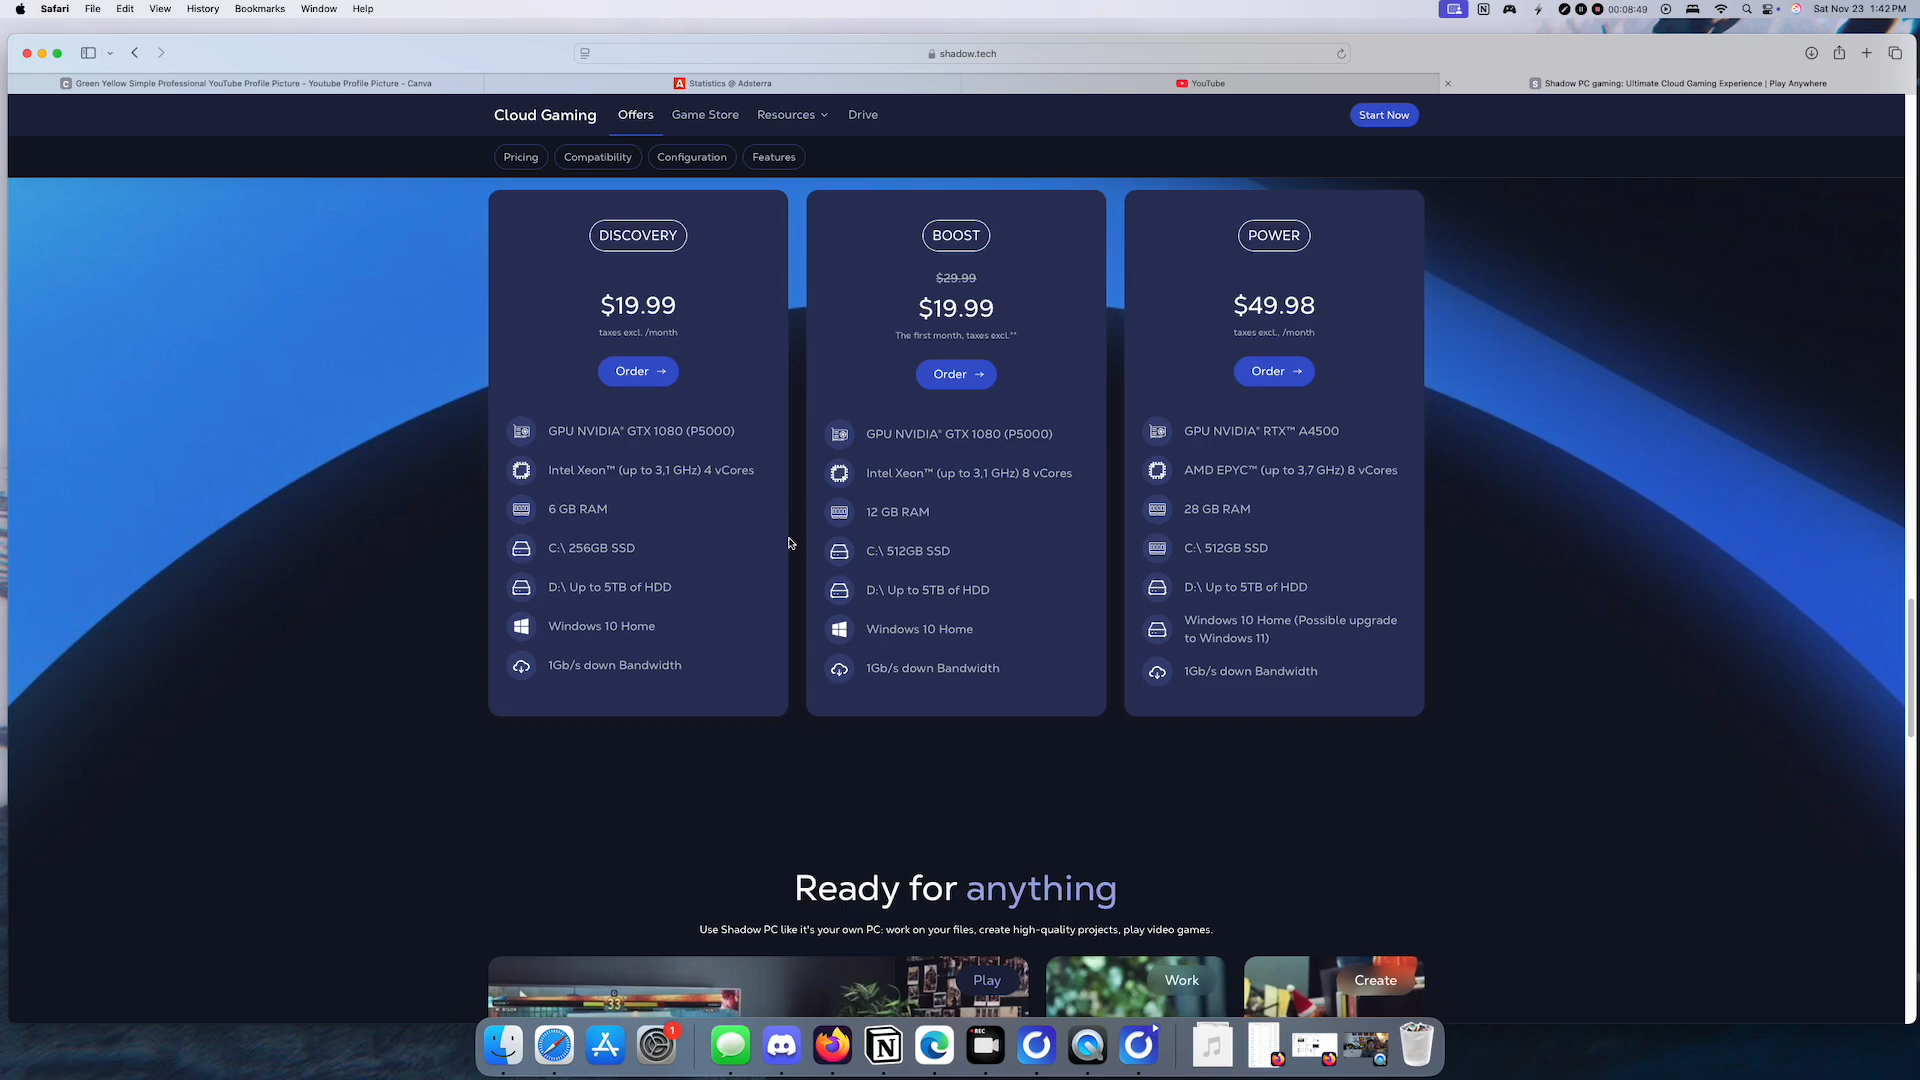 Safari File Edit View History Bookmarks Window Help
00:08:49 Sat Nov 23 1:42 PM
shadow.tech
Green Yellow Simple Professional YouTube Profile Picture - Youtube Profile Picture - Canva
Statistics @ Adsterra
YouTube
Shadow PC gaming: Ultimate Cloud Gaming Experience | Play Anywhere
Cloud Gaming Offers Game Store Resources Drive Start Now
Pricing Compatibility Configuration Features
DISCOVERY
$19.99
taxes excl. /month
Order →
GPU NVIDIA® GTX 1080 (P5000)
Intel Xeon™ (up to 3,1 GHz) 4 vCores
6 GB RAM
C:\ 256GB SSD
D:\ Up to 5TB of HDD
Windows 10 Home
1Gb/s down Bandwidth
BOOST
$29.99
$19.99
The first month, taxes excl.**
Order →
GPU NVIDIA® GTX 1080 (P5000)
Intel Xeon™ (up to 3,1 GHz) 8 vCores
12 GB RAM
C:\ 512GB SSD
D:\ Up to 5TB of HDD
Windows 10 Home
1Gb/s down Bandwidth
POWER
$49.98
taxes excl., /month
Order →
GPU NVIDIA® RTX™ A4500
AMD EPYC™ (up to 3,7 GHz) 8 vCores
28 GB RAM
C:\ 512GB SSD
D:\ Up to 5TB of HDD
Windows 10 Home (Possible upgrade
to Windows 11)
1Gb/s down Bandwidth
Ready for anything
Use Shadow PC like it's your own PC: work on your files, create high-quality projects, play video games.
Play
Work
Create
33
1
REC